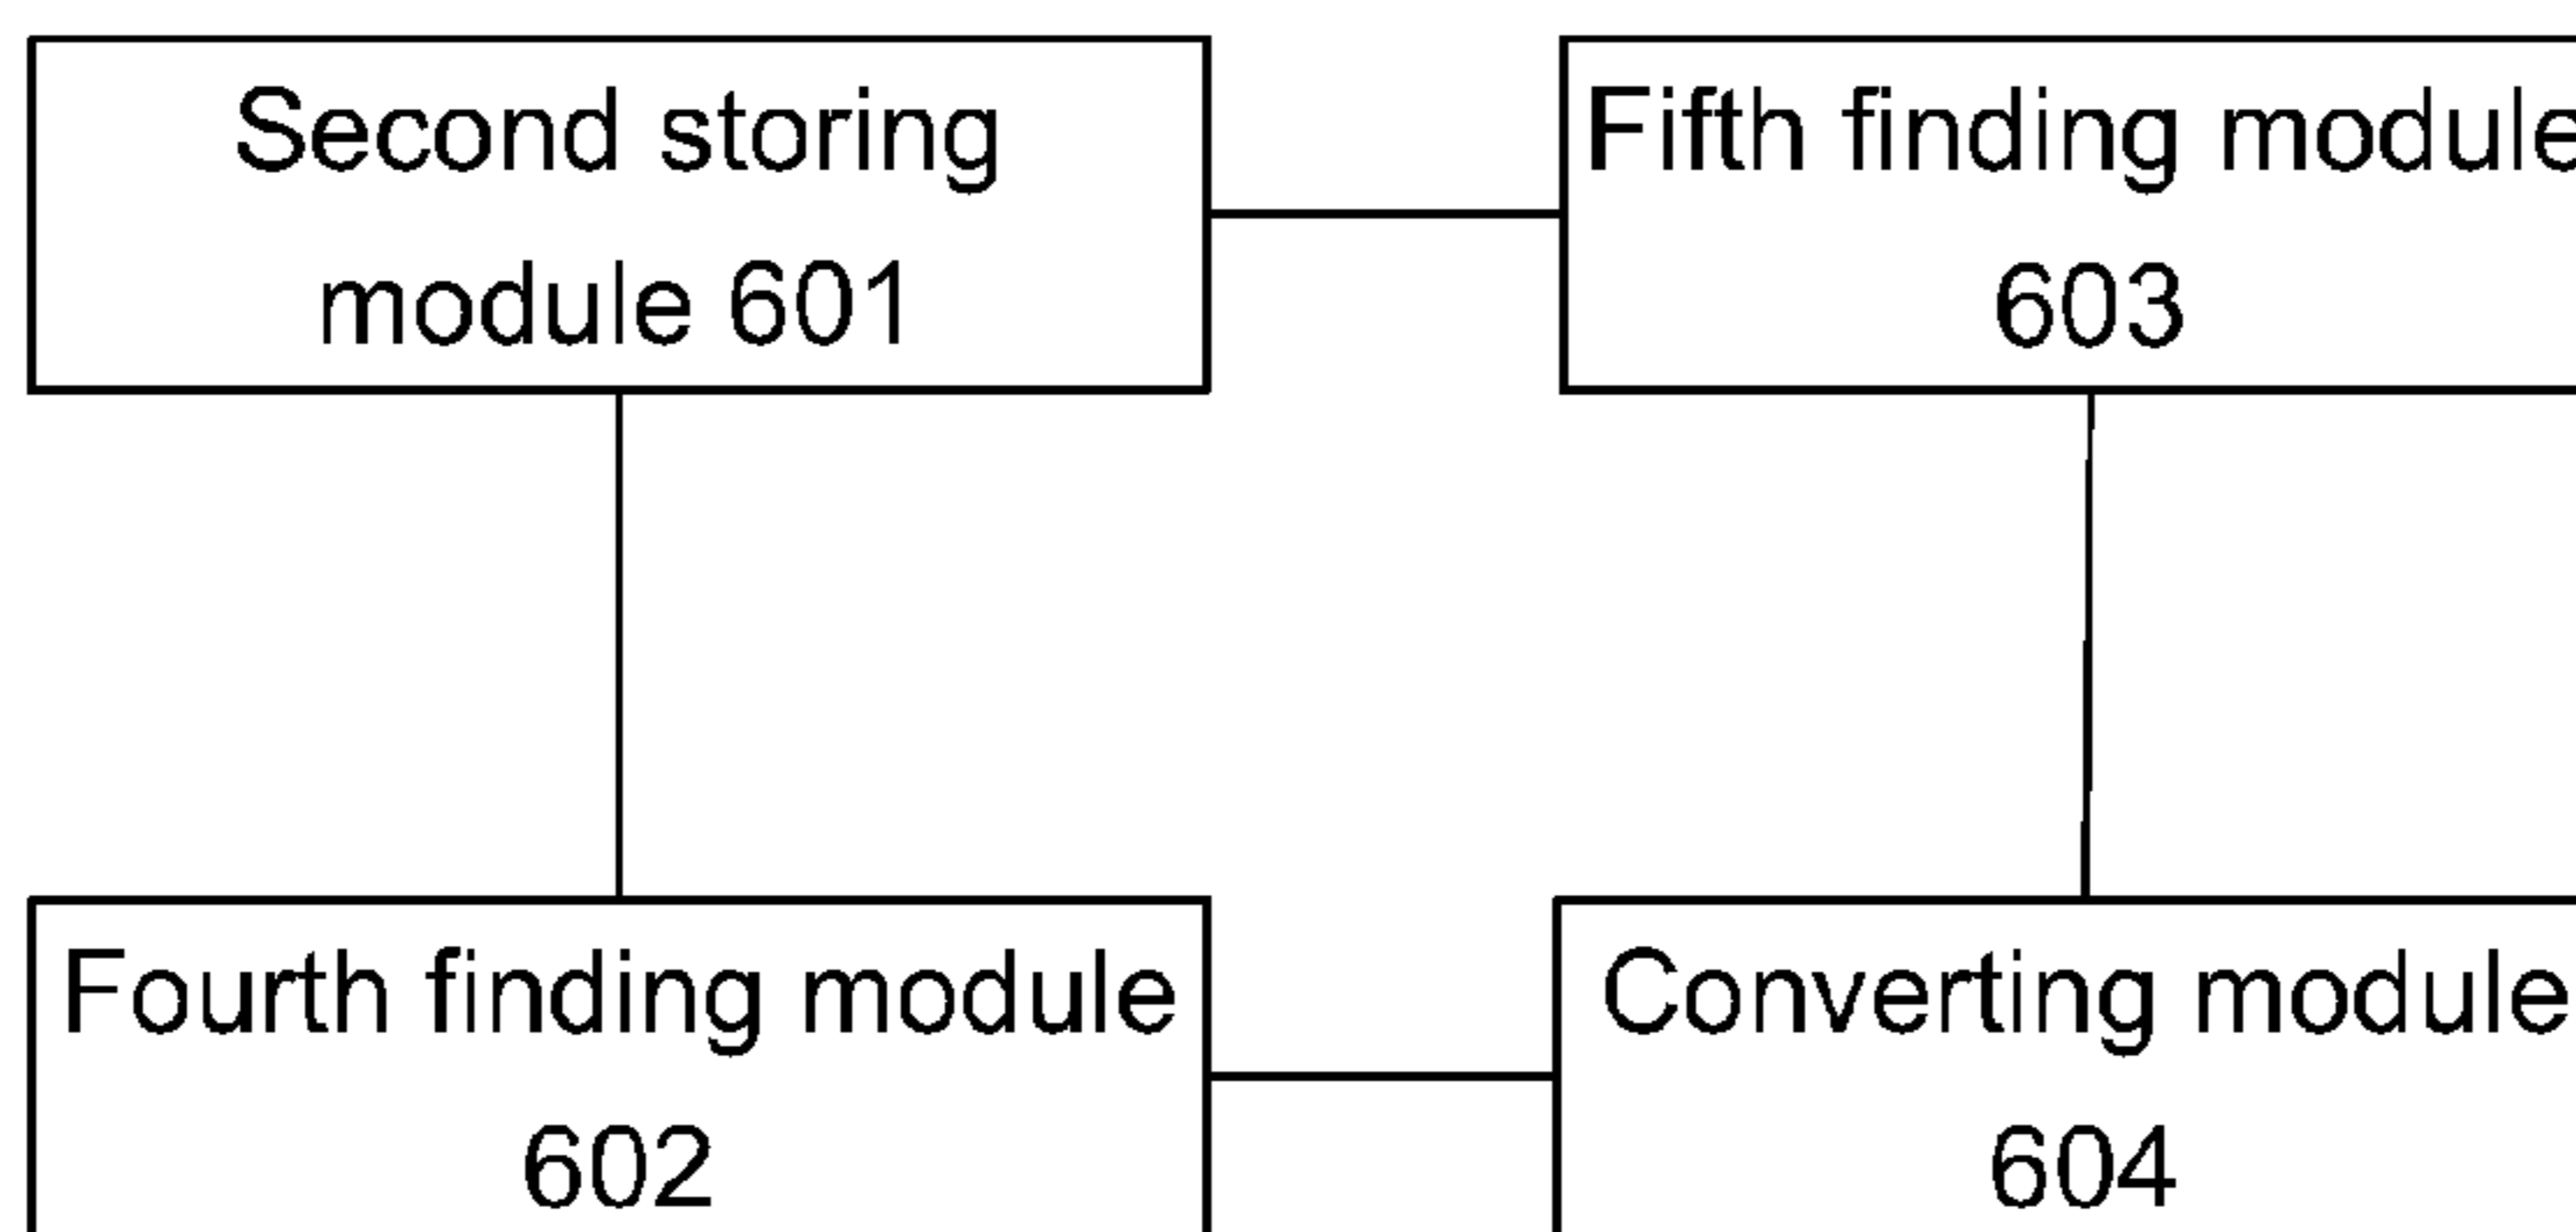 Second storing
module 601
Fifth finding module
603
Fourth finding module
602
Converting module
604